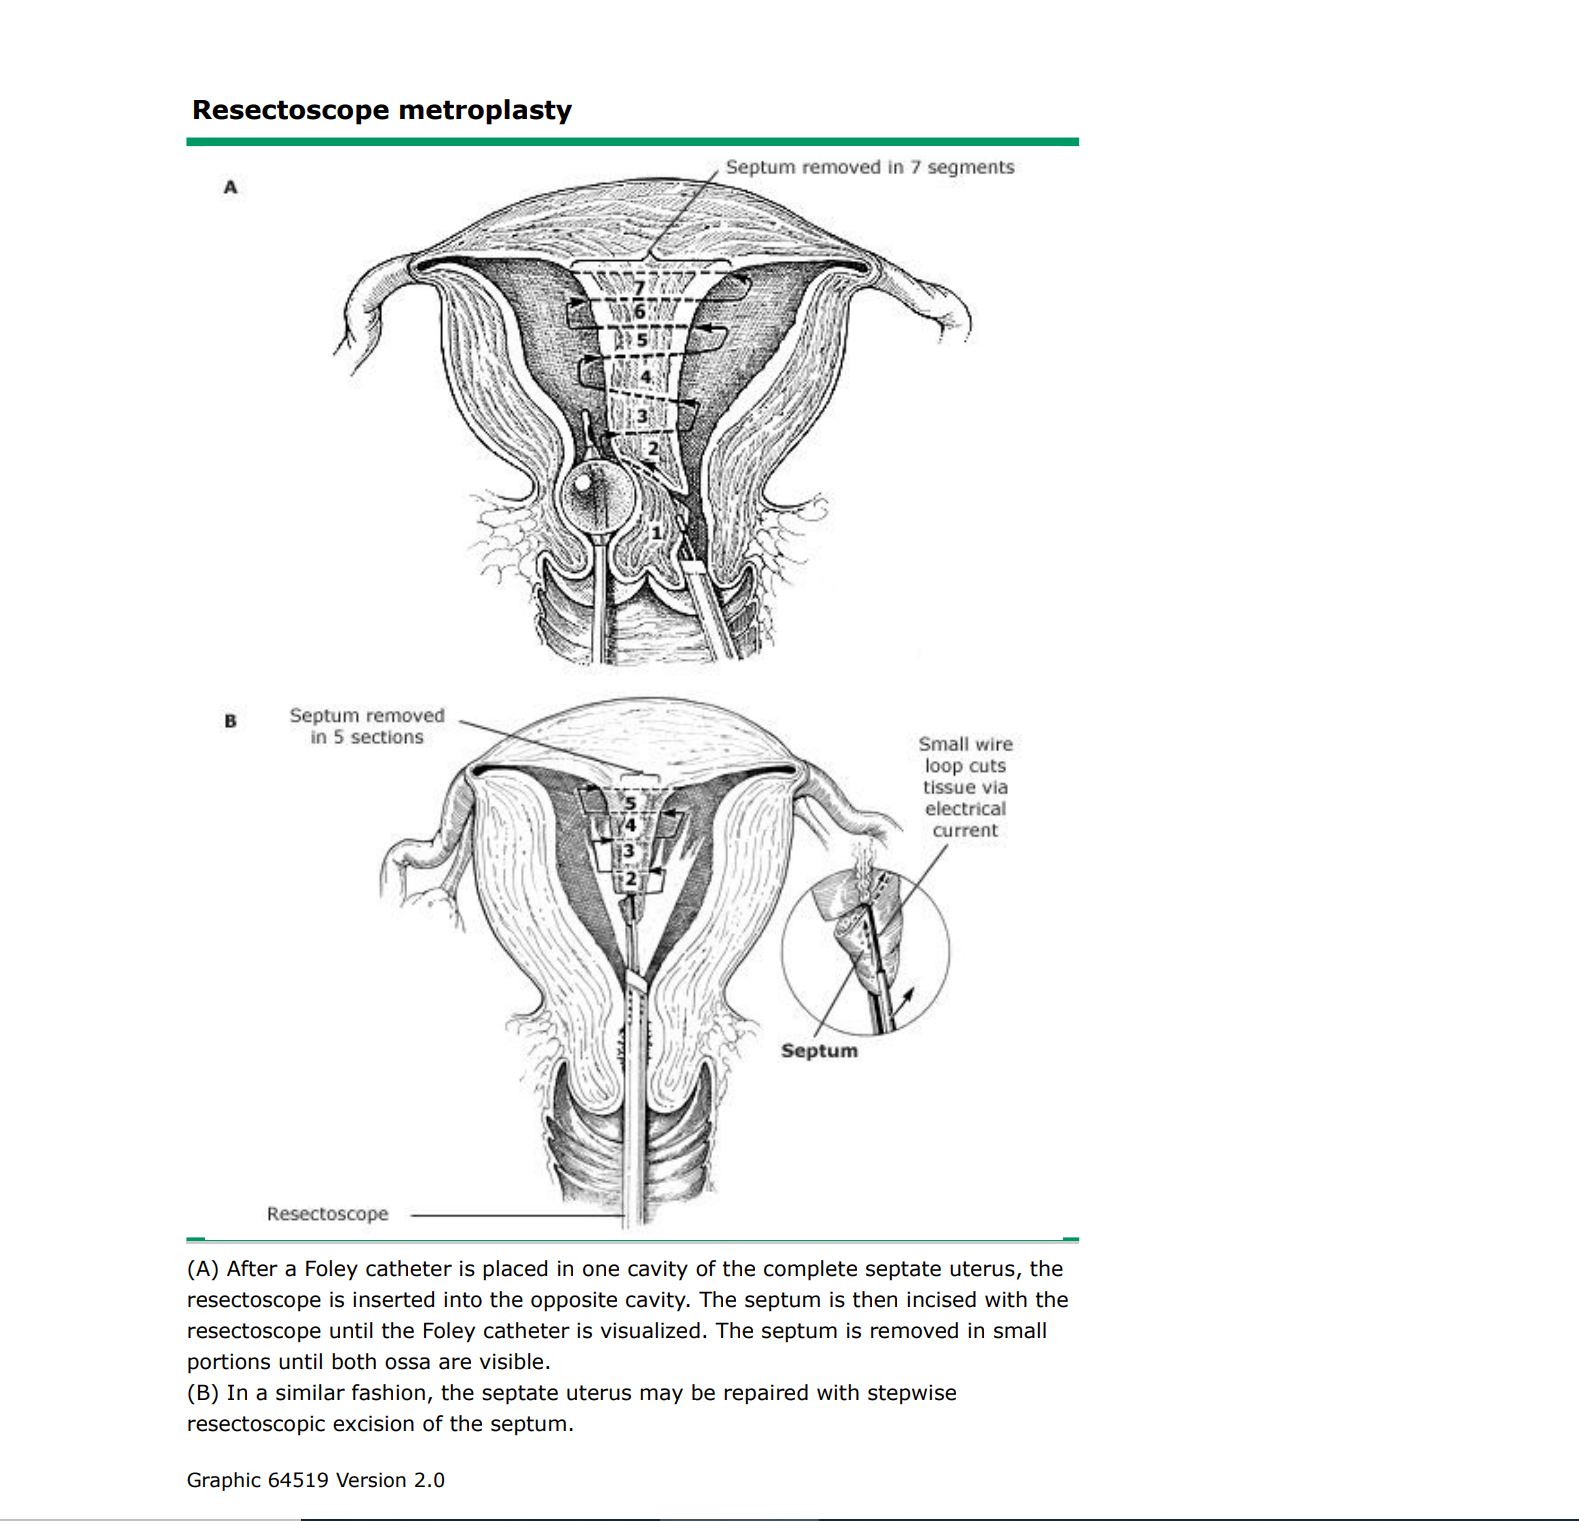 Resectoscope metroplasty
A
Septum removed in 7 segments
7
6
5
4
3
2
1
B
Septum removed
in 5 sections
Small wire
loop cuts
tissue via
electrical
current
5
4
3
2
Septum
Resectoscope
(A) After a Foley catheter is placed in one cavity of the complete septate uterus, the
resectoscope is inserted into the opposite cavity. The septum is then incised with the
resectoscope until the Foley catheter is visualized. The septum is removed in small
portions until both ossa are visible.
(B) In a similar fashion, the septate uterus may be repaired with stepwise
resectoscopic excision of the septum.
Graphic 64519 Version 2.0